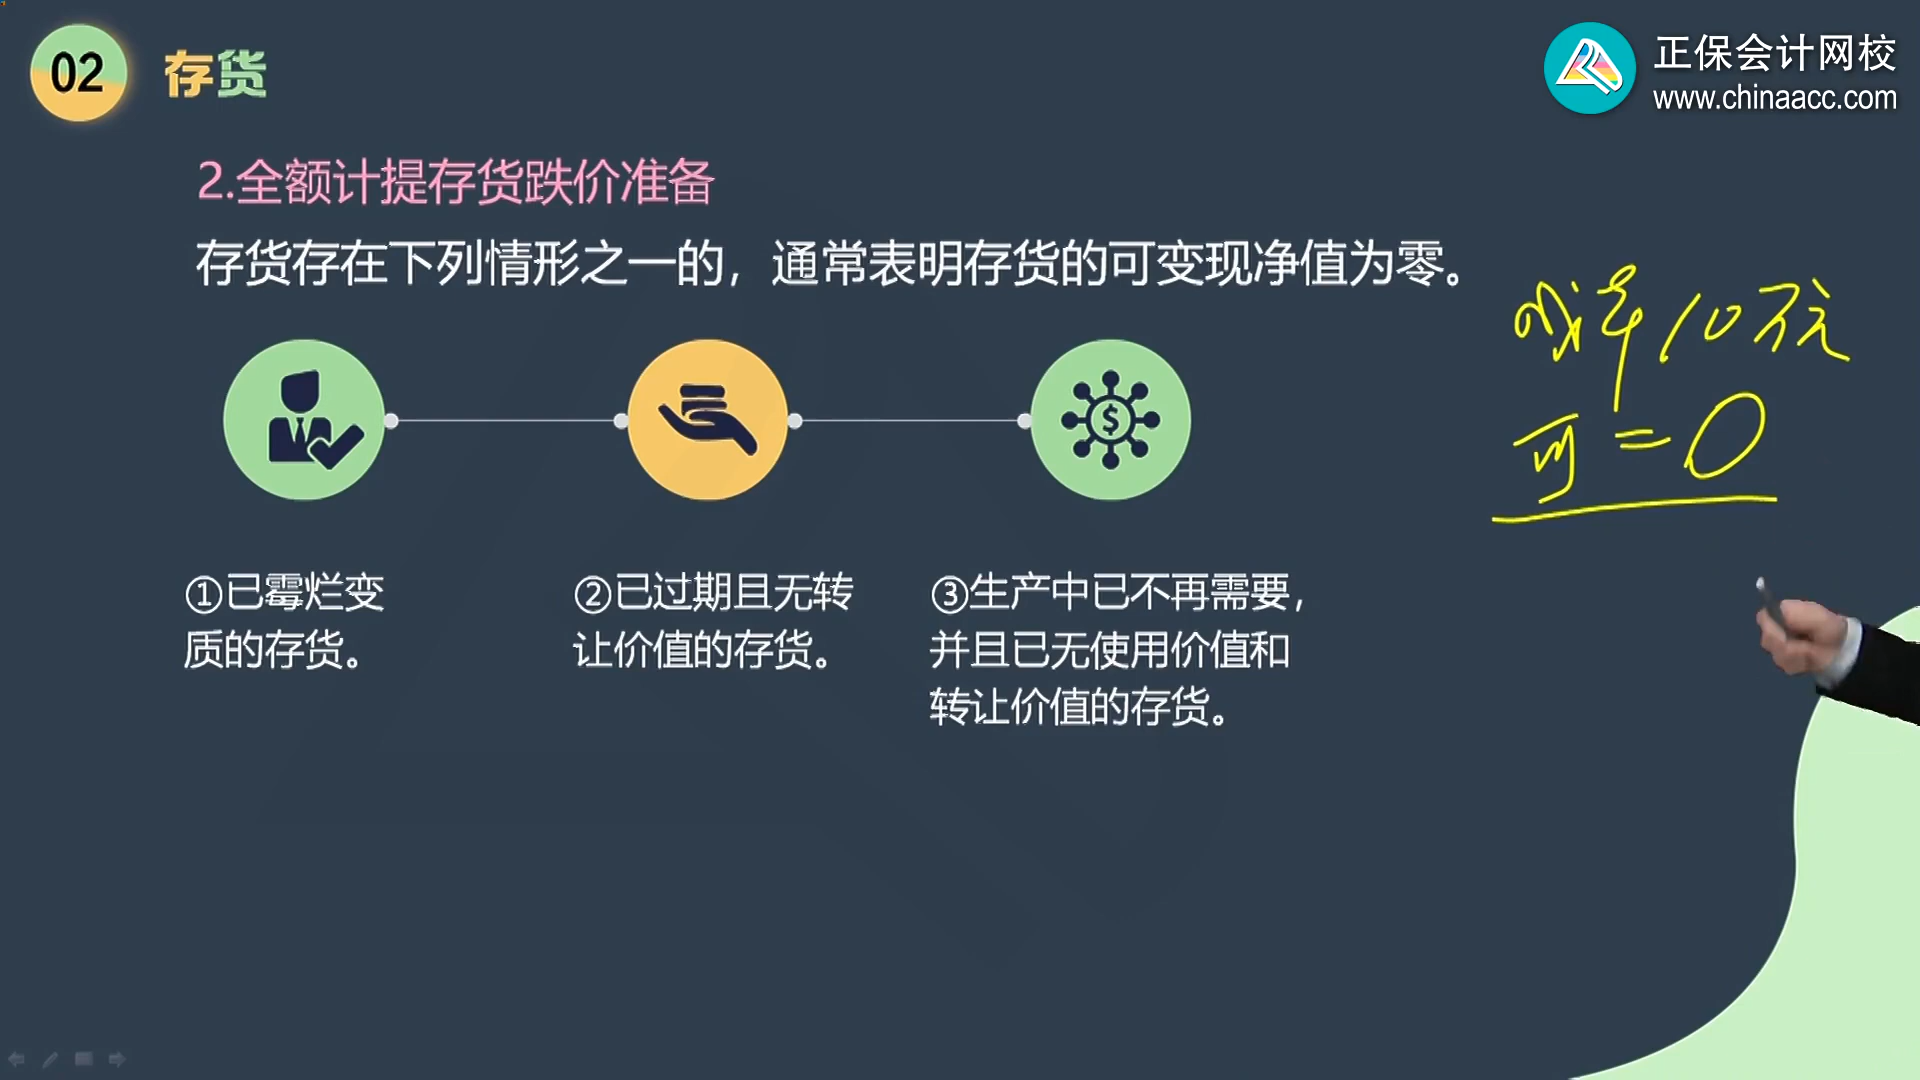 02 存货
正保会计网校
www.chinaacc.com
2.全额计提存货跌价准备
存货存在下列情形之一的，通常表明存货的可变现净值为零。
10万元
可=0
①已霉烂变
质的存货。
②已过期且无转
让价值的存货。
③生产中已不再需要，
并且已无使用价值和
转让价值的存货。